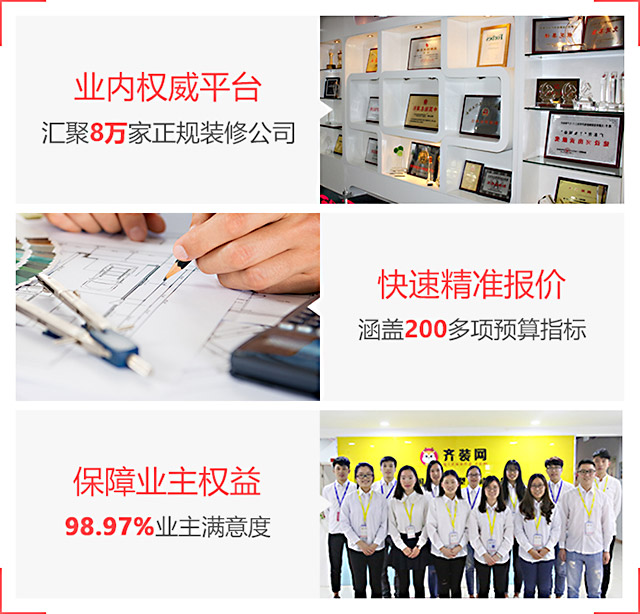 业内权威平台
汇聚8万家正规装修公司
快速精准报价
涵盖200多项预算指标
保障业主权益
98.97%业主满意度
齐装网